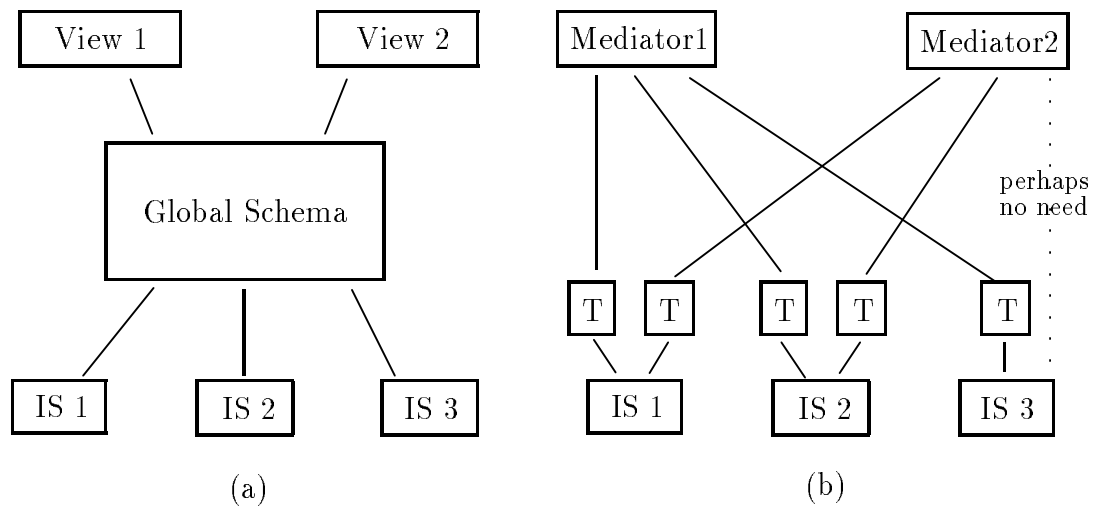 View 1
View 2
Global Schema
IS 1
IS 2
IS 3
(a)
Mediator1
Mediator2
perhaps
no need
T
T
T
T
T
IS 1
IS 2
IS 3
(b)